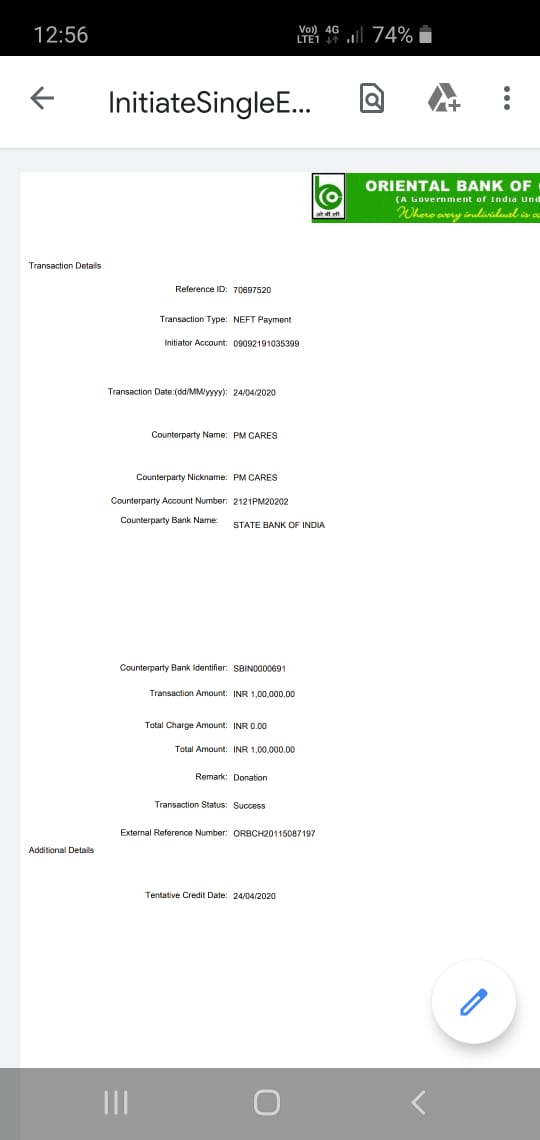 12:56
Vo)) 4G
LTE1
74%
InitiateSingleE...
ORIENTAL BANK OF
(A Government of India Und
Where every individual is
ओ बी सी
Transaction Details
Reference ID: 70697520
Transaction Type: NEFT Payment
Initiator Account: 09092191035399
Transaction Date:(dd/MM/yyyy): 24/04/2020
Counterparty Name: PM CARES
Counterparty Nickname: PM CARES
Counterparty Account Number: 2121PM20202
Counterparty Bank Name: STATE BANK OF INDIA
Counterparty Bank Identifier: SBIN0000691
Transaction Amount: INR 1,00,000.00
Total Charge Amount: INR 0.00
Total Amount: INR 1,00,000.00
Remark: Donation
Transaction Status: Success
External Reference Number: ORBCH20115087197
Additional Details
Tentative Credit Date: 24/04/2020